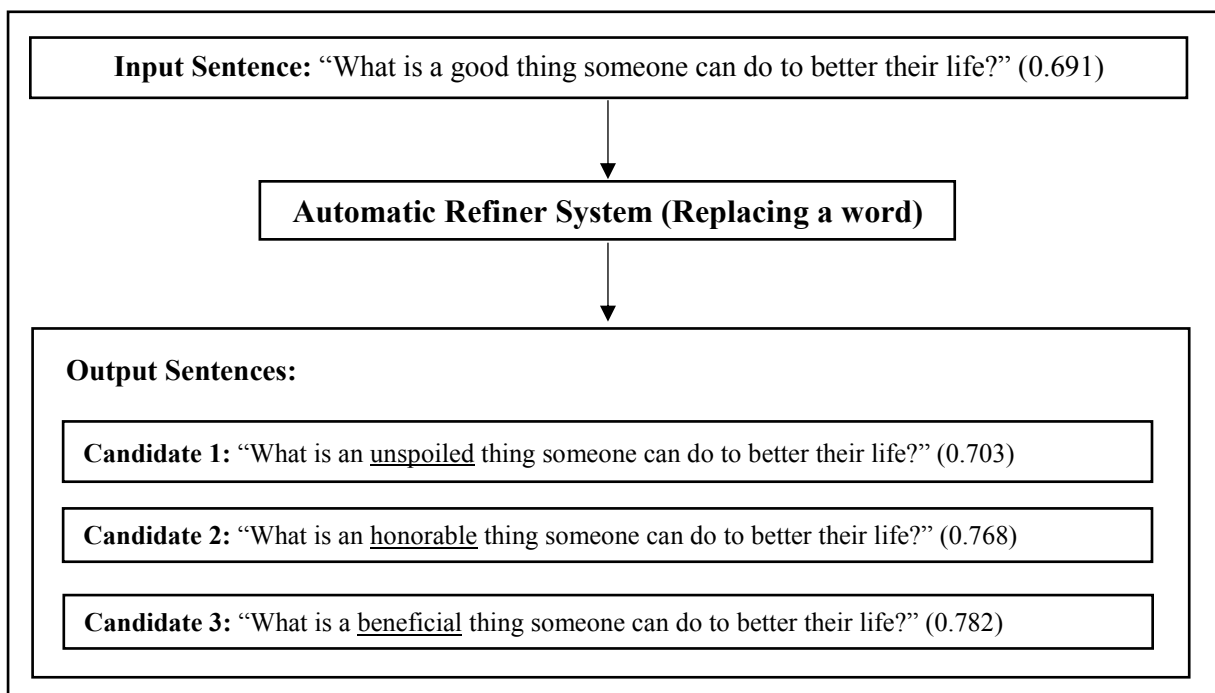 Input Sentence: “What is a good thing someone can do to better their life?” (0.691)
Automatic Refiner System (Replacing a word)
Output Sentences:
Candidate 1: “What is an unspoiled thing someone can do to better their life?” (0.703)
Candidate 2: “What is an honorable thing someone can do to better their life?” (0.768)
Candidate 3: “What is a beneficial thing someone can do to better their life?” (0.782)